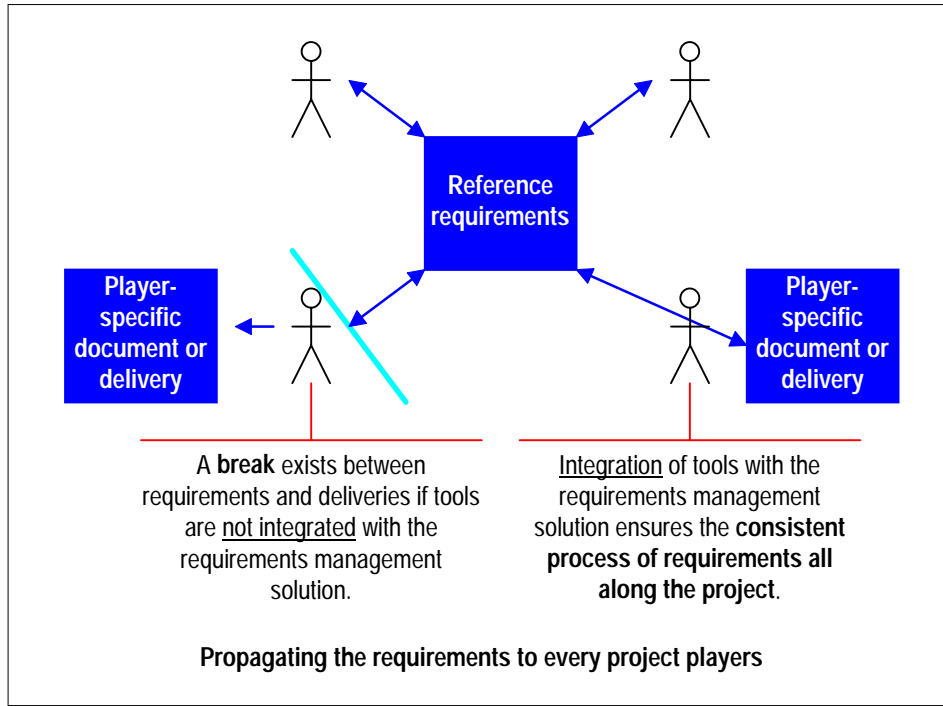 Reference
requirements
Player-
specific
document or
delivery
Player-
specific
document or
delivery
A break exists between
requirements and deliveries if tools
are not integrated with the
requirements management
solution.
Integration of tools with the
requirements management
solution ensures the consistent
process of requirements all
along the project.
Propagating the requirements to every project players